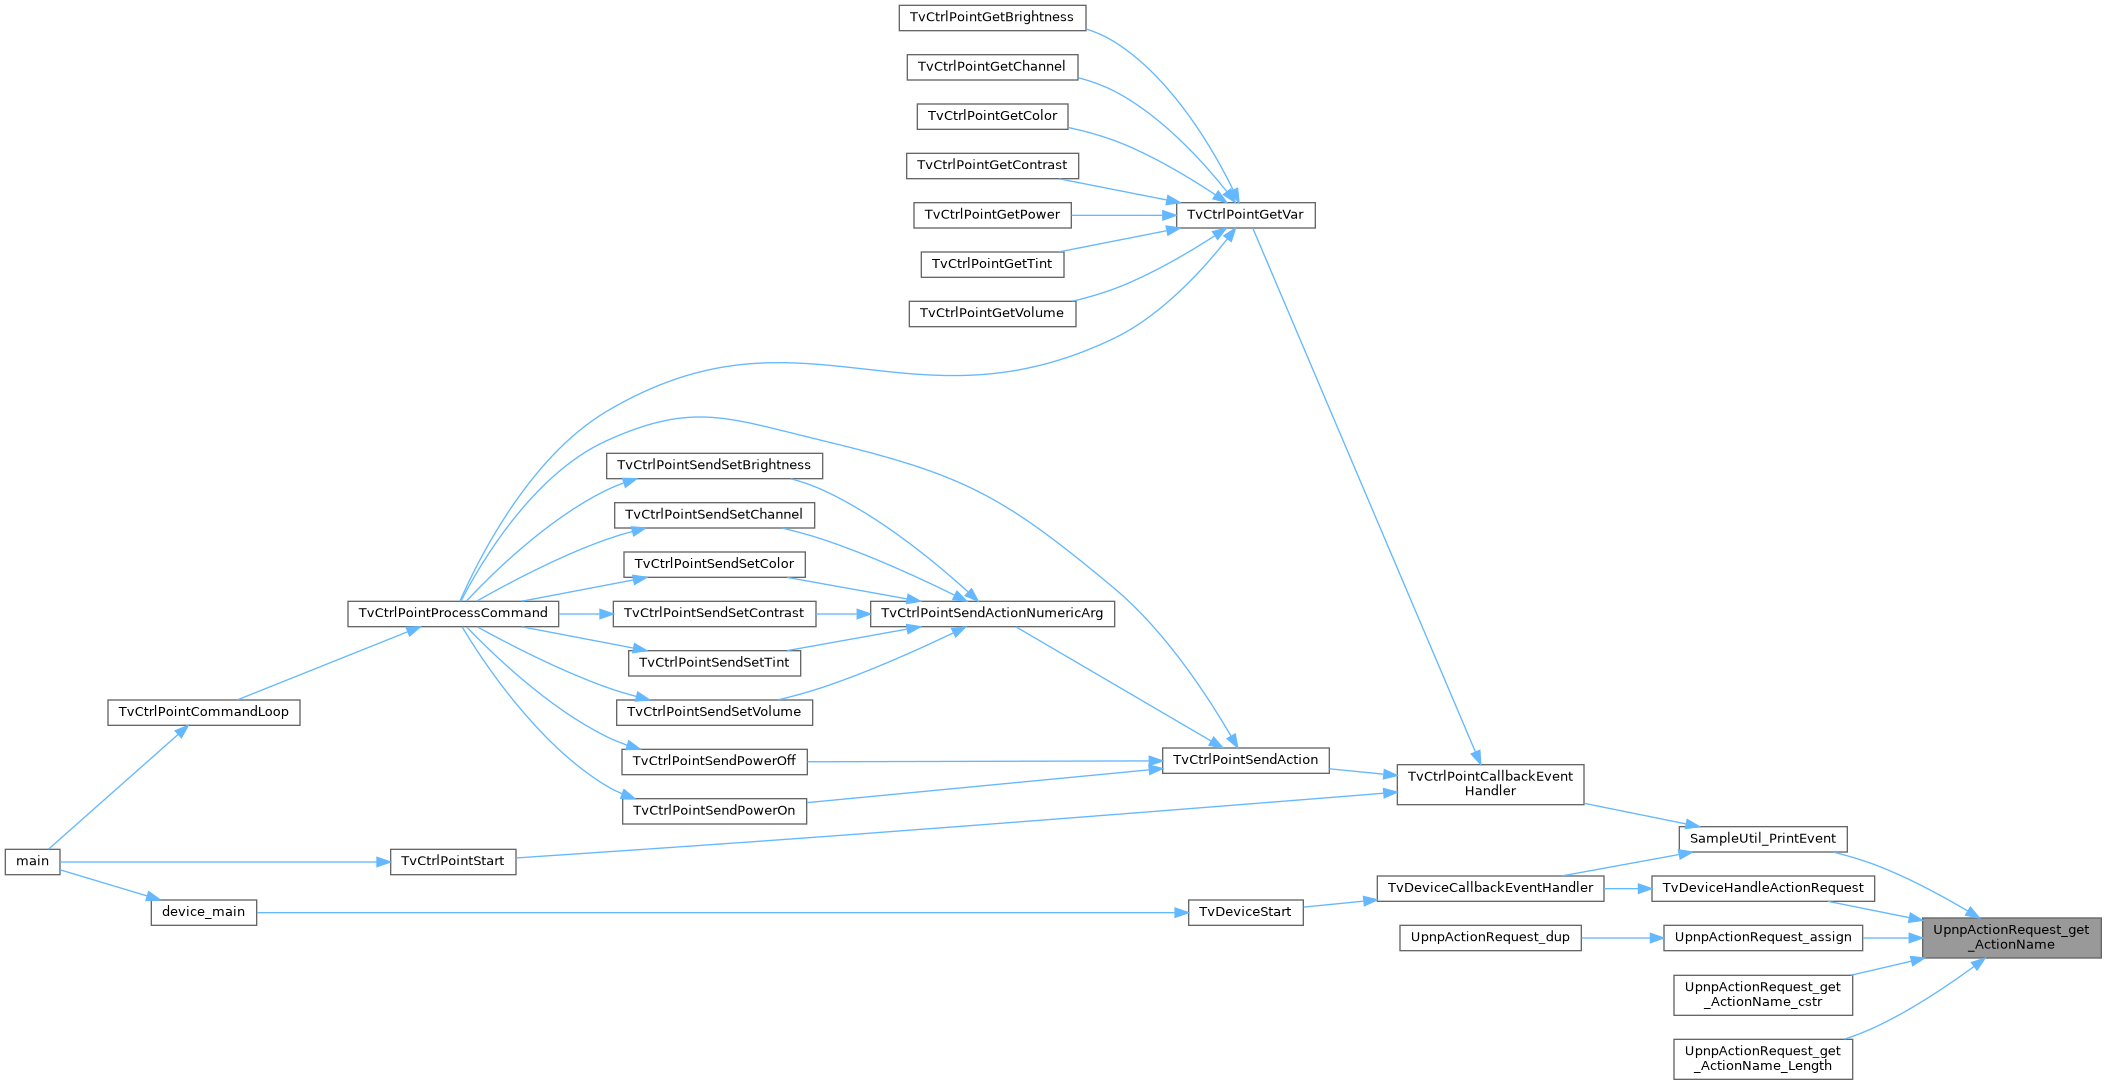 TvCtrlPointGetBrightness
TvCtrlPointGetChannel
TvCtrlPointGetColor
TvCtrlPointGetContrast
TvCtrlPointGetPower
TvCtrlPointGetVar
TvCtrlPointGetTint
TvCtrlPointGetVolume
TvCtrlPointSendSetBrightness
TvCtrlPointSendSetChannel
TvCtrlPointSendSetColor
TvCtrlPointProcessCommand
TvCtrlPointSendSetContrast
TvCtrlPointSendActionNumericArg
TvCtrlPointSendSetTint
TvCtrlPointCommandLoop
TvCtrlPointSendSetVolume
TvCtrlPointSendPowerOff
TvCtrlPointSendAction
TvCtrlPointCallbackEvent
Handler
TvCtrlPointSendPowerOn
SampleUtil_PrintEvent
main
TvCtrlPointStart
TvDeviceCallbackEventHandler
TvDeviceHandleActionRequest
device_main
TvDeviceStart
UpnpActionRequest_dup
UpnpActionRequest_assign
UpnpActionRequest_get
_ActionName
UpnpActionRequest_get
_ActionName_cstr
UpnpActionRequest_get
_ActionName_Length